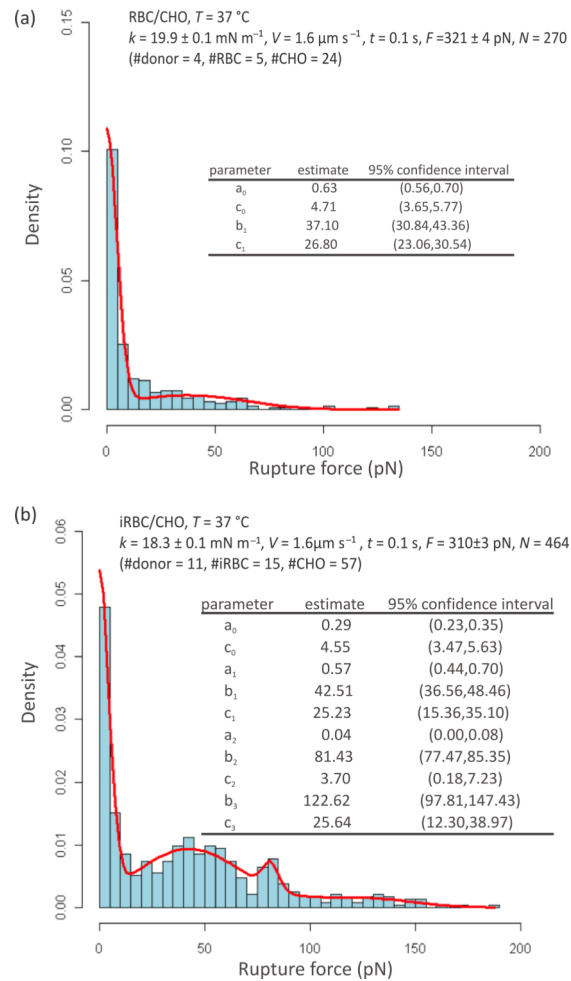 (a)
RBC/CHO, T = 37 °C
k = 19.9 ± 0.1 mN m⁻¹, V = 1.6 µm s⁻¹, t = 0.1 s, F =321 ± 4 pN, N = 270
(#donor = 4, #RBC = 5, #CHO = 24)
parameter estimate 95% confidence interval
a₀ 0.63 (0.56,0.70)
c₀ 4.71 (3.65,5.77)
b₁ 37.10 (30.84,43.36)
c₁ 26.80 (23.06,30.54)
Density
0.15
0.10
0.05
0.00
0 50 100 150 200
Rupture force (pN)
(b)
iRBC/CHO, T = 37 °C
k = 18.3 ± 0.1 mN m⁻¹, V = 1.6µm s⁻¹ , t = 0.1 s, F = 310±3 pN, N = 464
(#donor = 11, #iRBC = 15, #CHO = 57)
parameter estimate 95% confidence interval
a₀ 0.29 (0.23,0.35)
c₀ 4.55 (3.47,5.63)
a₁ 0.57 (0.44,0.70)
b₁ 42.51 (36.56,48.46)
c₁ 25.23 (15.36,35.10)
a₂ 0.04 (0.00,0.08)
b₂ 81.43 (77.47,85.35)
c₂ 3.70 (0.18,7.23)
b₃ 122.62 (97.81,147.43)
c₃ 25.64 (12.30,38.97)
Density
0.06
0.05
0.04
0.03
0.02
0.01
0.00
0 50 100 150 200
Rupture force (pN)